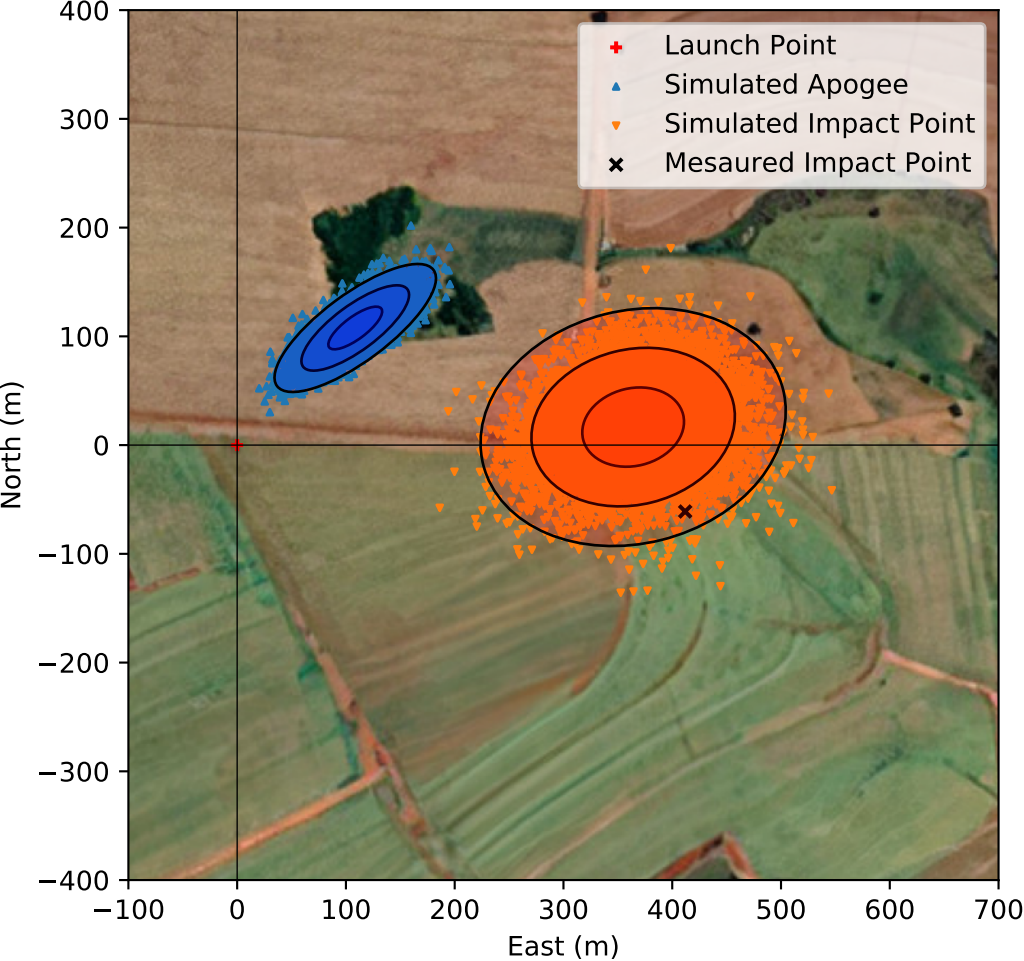 400
300
200
100
0
−100
−200
−300
−400
North (m)
Launch Point
Simulated Apogee
Simulated Impact Point
Mesaured Impact Point
−100 0 100 200 300 400 500 600 700
East (m)